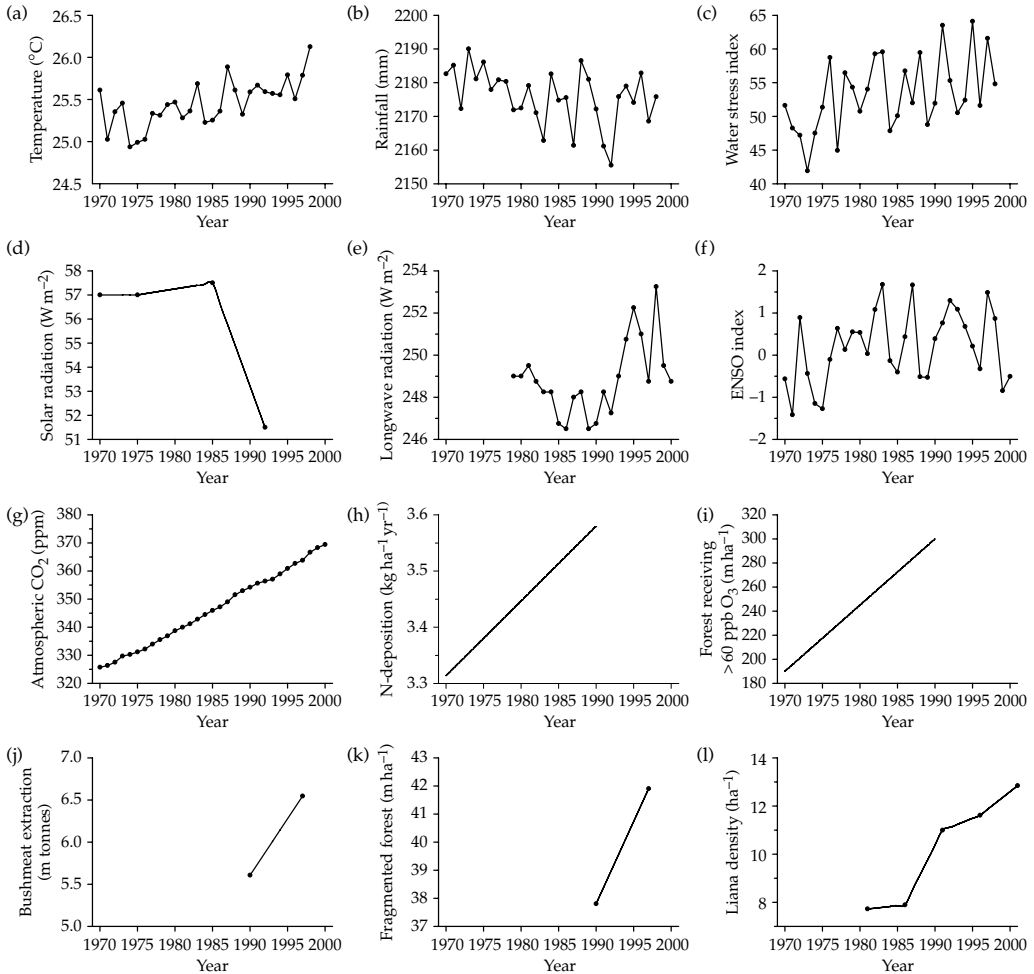 (a)
26.5
26.0
25.5
25.0
24.5
Temperature (°C)
1970 1975 1980 1985 1990 1995 2000
Year
(b)
2200
2190
2180
2170
2160
2150
Rainfall (mm)
1970 1975 1980 1985 1990 1995 2000
Year
(c)
65
60
55
50
45
40
Water stress index
1970 1975 1980 1985 1990 1995 2000
Year
(d)
58
57
56
55
54
53
52
51
Solar radiation (W m−2)
1970 1975 1980 1985 1990 1995 2000
Year
(e)
254
252
250
248
246
Longwave radiation (W m−2)
1970 1975 1980 1985 1990 1995 2000
Year
(f)
2
1
0
−1
−2
ENSO index
1970 1975 1980 1985 1990 1995 2000
Year
(g)
380
370
360
350
340
330
320
Atmospheric CO2 (ppm)
1970 1975 1980 1985 1990 1995 2000
Year
(h)
3.6
3.5
3.4
3.3
N-deposition (kg ha−1 yr−1)
1970 1975 1980 1985 1990 1995 2000
Year
(i)
320
300
280
260
240
220
200
190
180
Forest receiving
>60 ppb O3 (m ha−1)
1970 1975 1980 1985 1990 1995 2000
Year
(j)
7.0
6.5
6.0
5.5
5.0
Bushmeat extraction
(m tonnes)
1970 1975 1980 1985 1990 1995 2000
Year
(k)
43
42
41
40
39
38
37
Fragmented forest (m ha−1)
1970 1975 1980 1985 1990 1995 2000
Year
(l)
14
12
10
8
Liana density (ha−1)
1970 1975 1980 1985 1990 1995 2000
Year